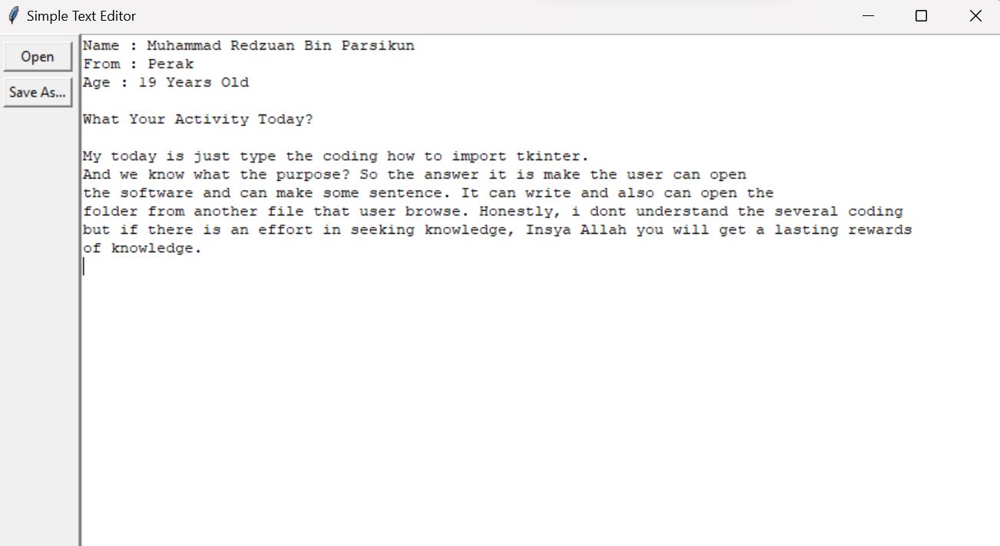 Simple Text Editor
Open
Save As...
Name : Muhammad Redzuan Bin Parsikun
From : Perak
Age : 19 Years Old
What Your Activity Today?
My today is just type the coding how to import tkinter.
And we know what the purpose? So the answer it is make the user can open
the software and can make some sentence. It can write and also can open the
folder from another file that user browse. Honestly, i dont understand the several coding
but if there is an effort in seeking knowledge, Insya Allah you will get a lasting rewards
of knowledge.